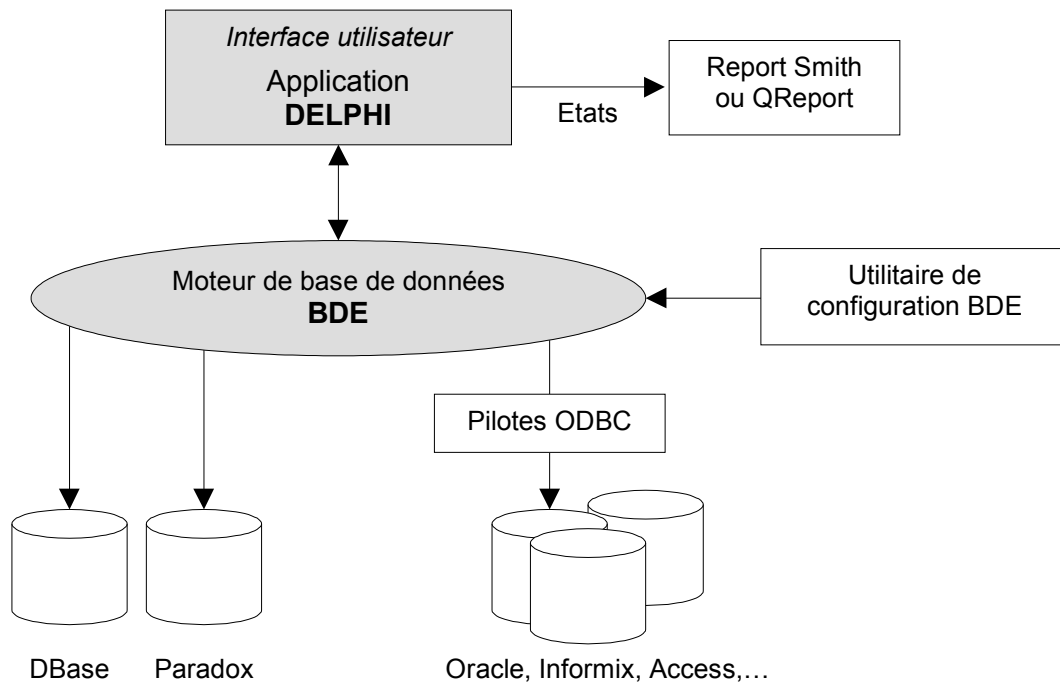 Interface utilisateur
Application
DELPHI
Etats
Report Smith
ou QReport
Moteur de base de données
BDE
Utilitaire de
configuration BDE
Pilotes ODBC
DBase
Paradox
Oracle, Informix, Access,…